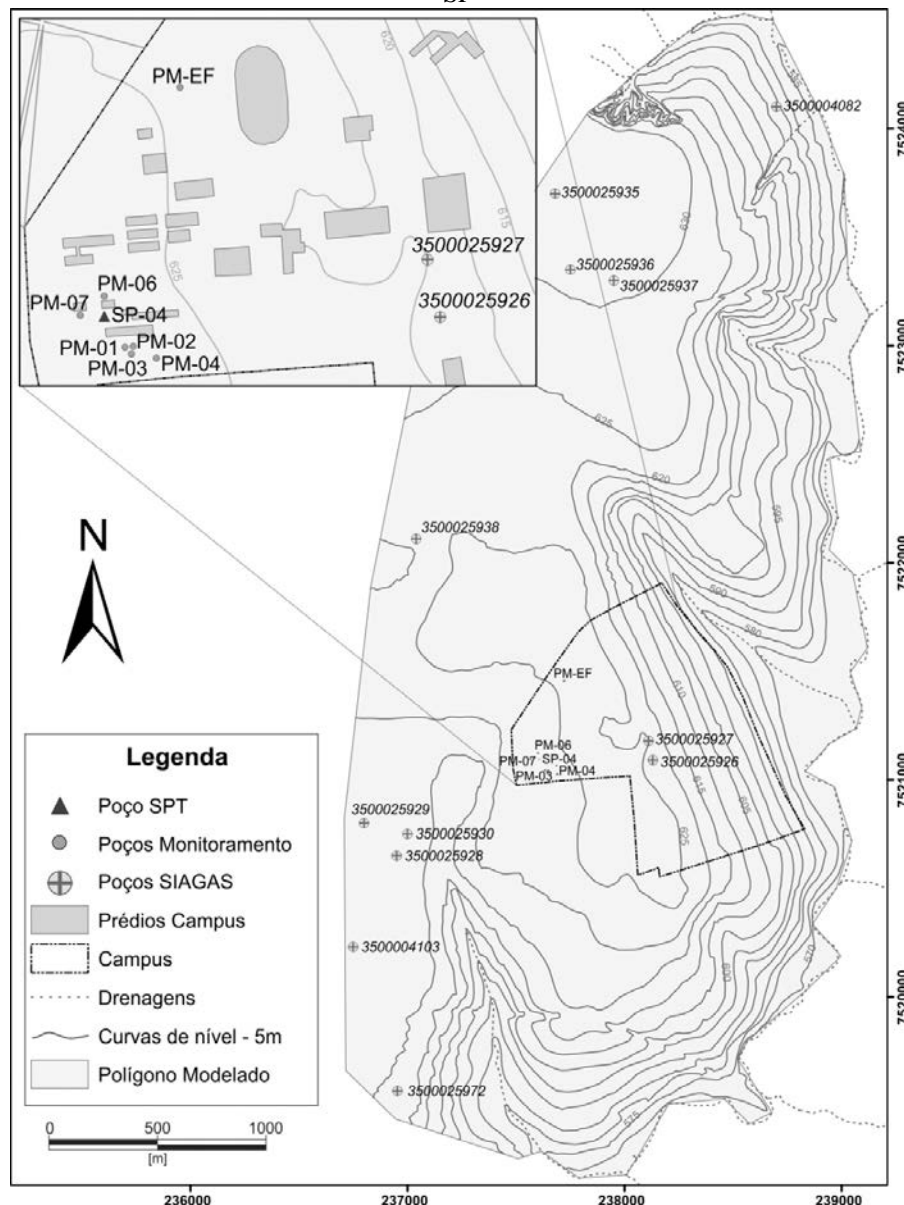 SP
PM-EF
620
615
625
3500025927
3500025926
PM-06
PM-07
SP-04
PM-01
PM-02
PM-03
PM-04
585
3500004082
3500025935
630
3500025936
3500025937
625
620
595
3500025938
590
580
PM-EF
610
PM-06
3500025927
PM-07
SP-04
3500025926
PM-03
PM-04
615
605
3500025929
3500025930
3500025928
625
3500004103
600
3500025972
575
7524000
7523000
7522000
7521000
7520000
N
Legenda
Poço SPT
Poços Monitoramento
Poços SIAGAS
Prédios Campus
Campus
Drenagens
Curvas de nível - 5m
Polígono Modelado
0 500 1000
[m]
236000 237000 238000 239000